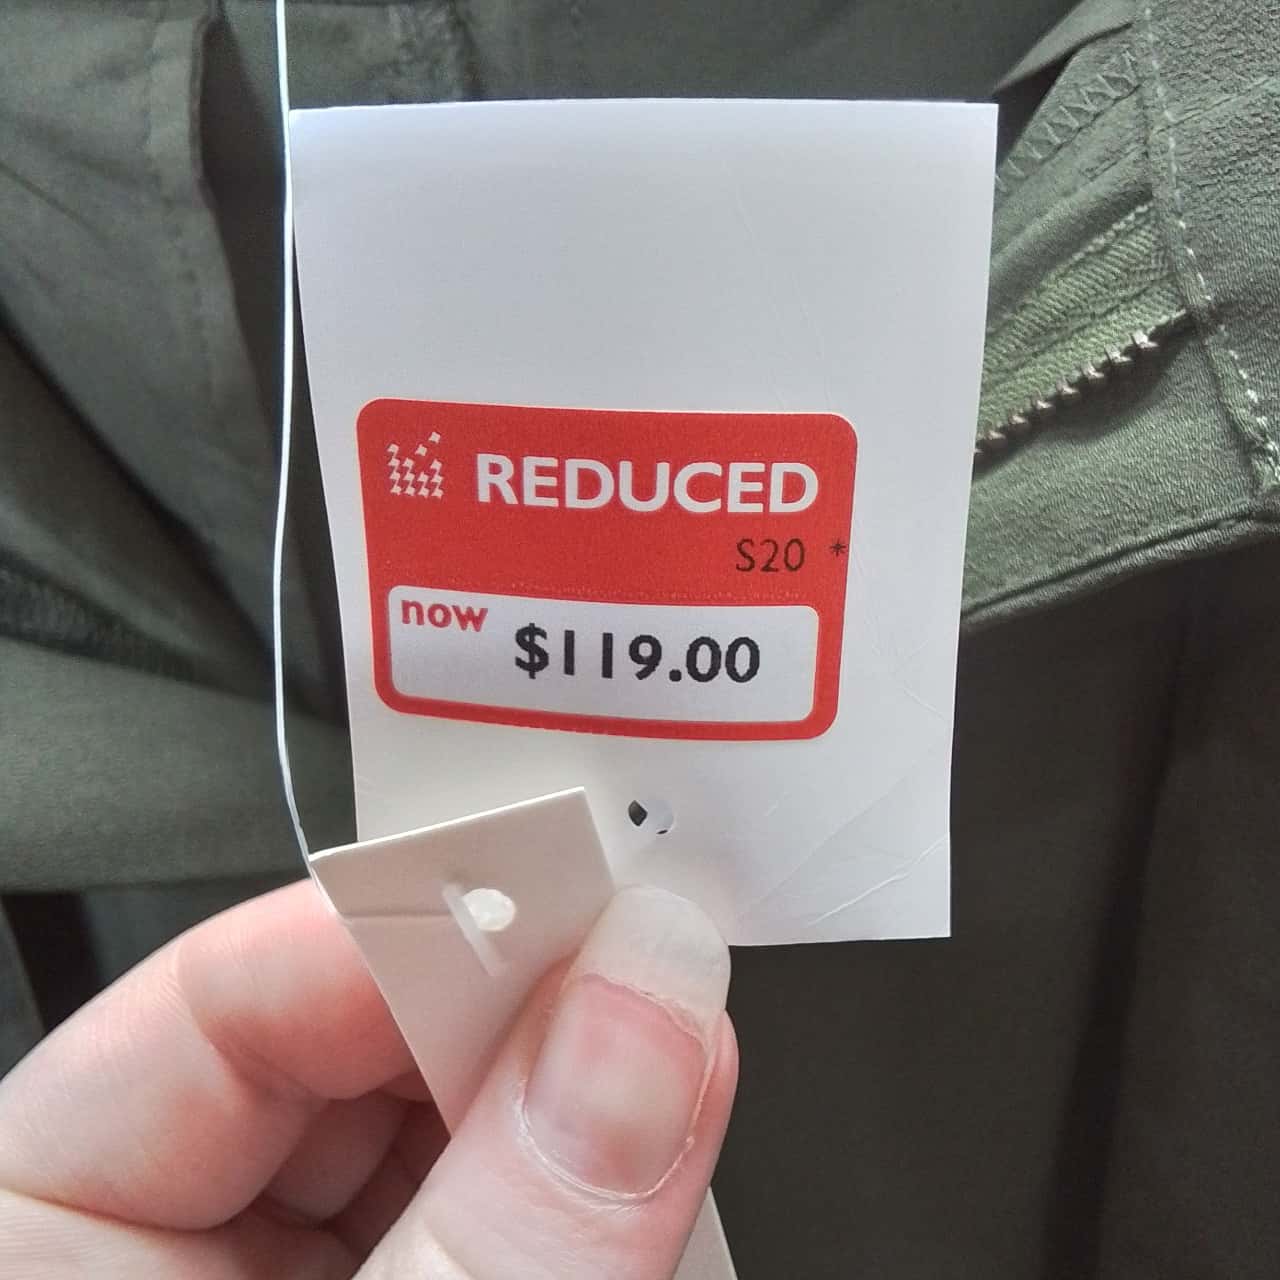 REDUCED
S20 *
now $119.00